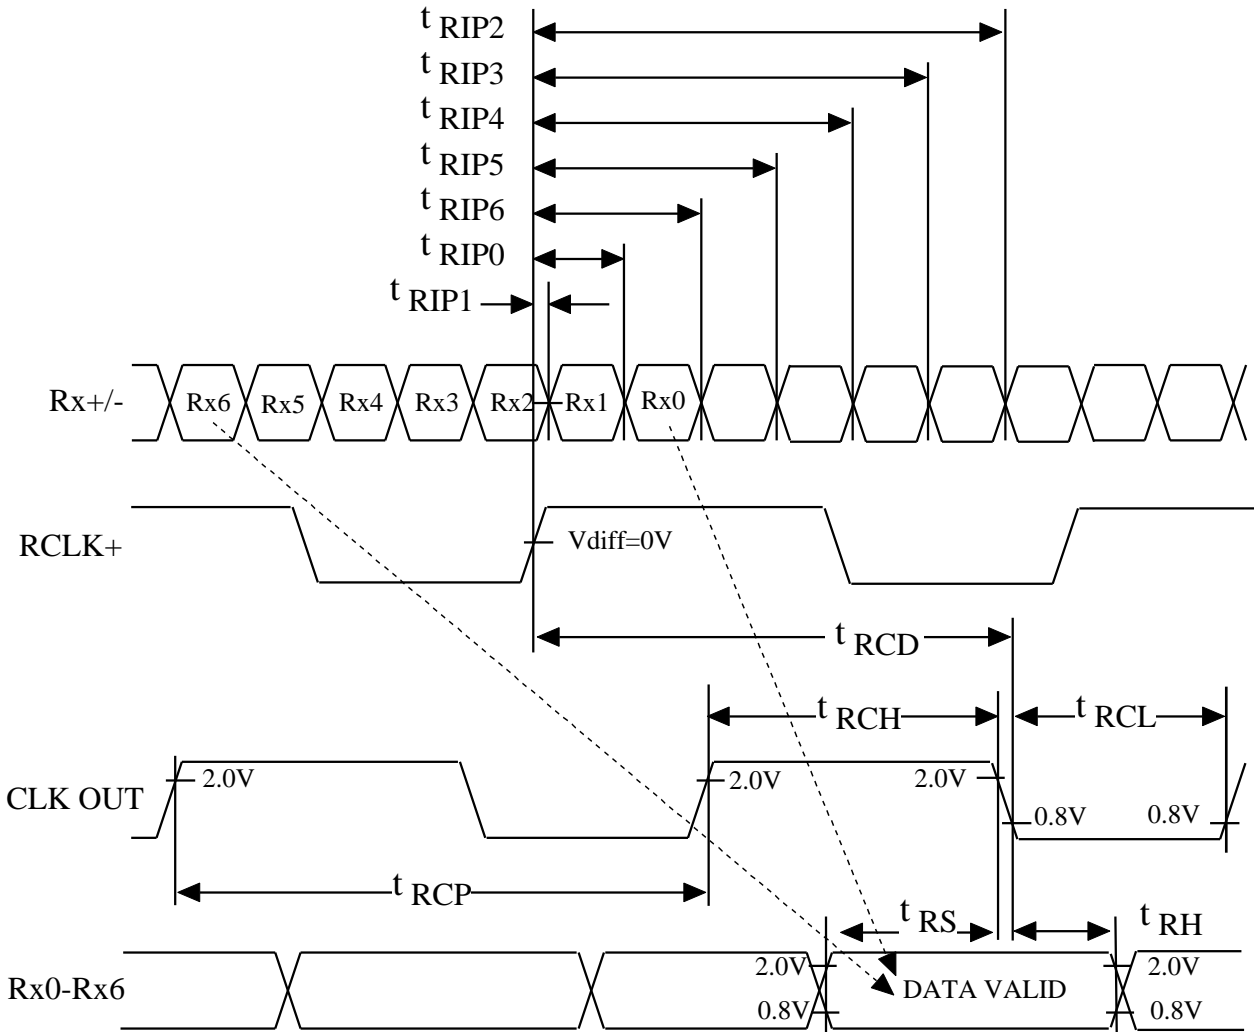 t RIP2
t RIP3
t RIP4
t RIP5
t RIP6
t RIP0
t RIP1
Rx+/- Rx6 Rx5 Rx4 Rx3 Rx2 Rx1 Rx0
RCLK+ Vdiff=0V
t RCD
t RCH t RCL
CLK OUT 2.0V 2.0V 2.0V
0.8V 0.8V
t RCP
t RS t RH
2.0V 2.0V
Rx0-Rx6 DATA VALID
0.8V 0.8V